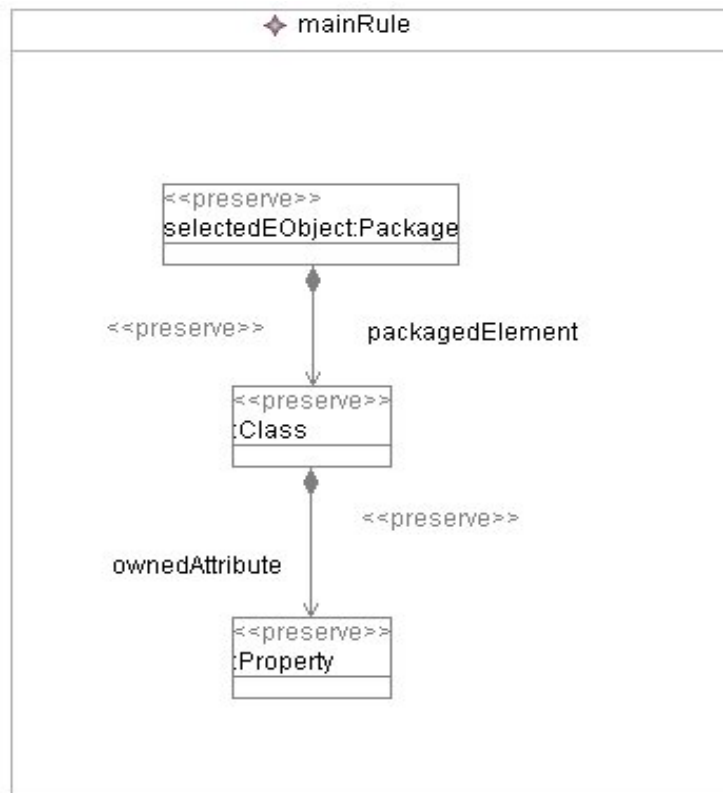 mainRule
<<preserve>>
selectedEObject:Package
<<preserve>>
packagedElement
<<preserve>>
:Class
<<preserve>>
ownedAttribute
<<preserve>>
:Property